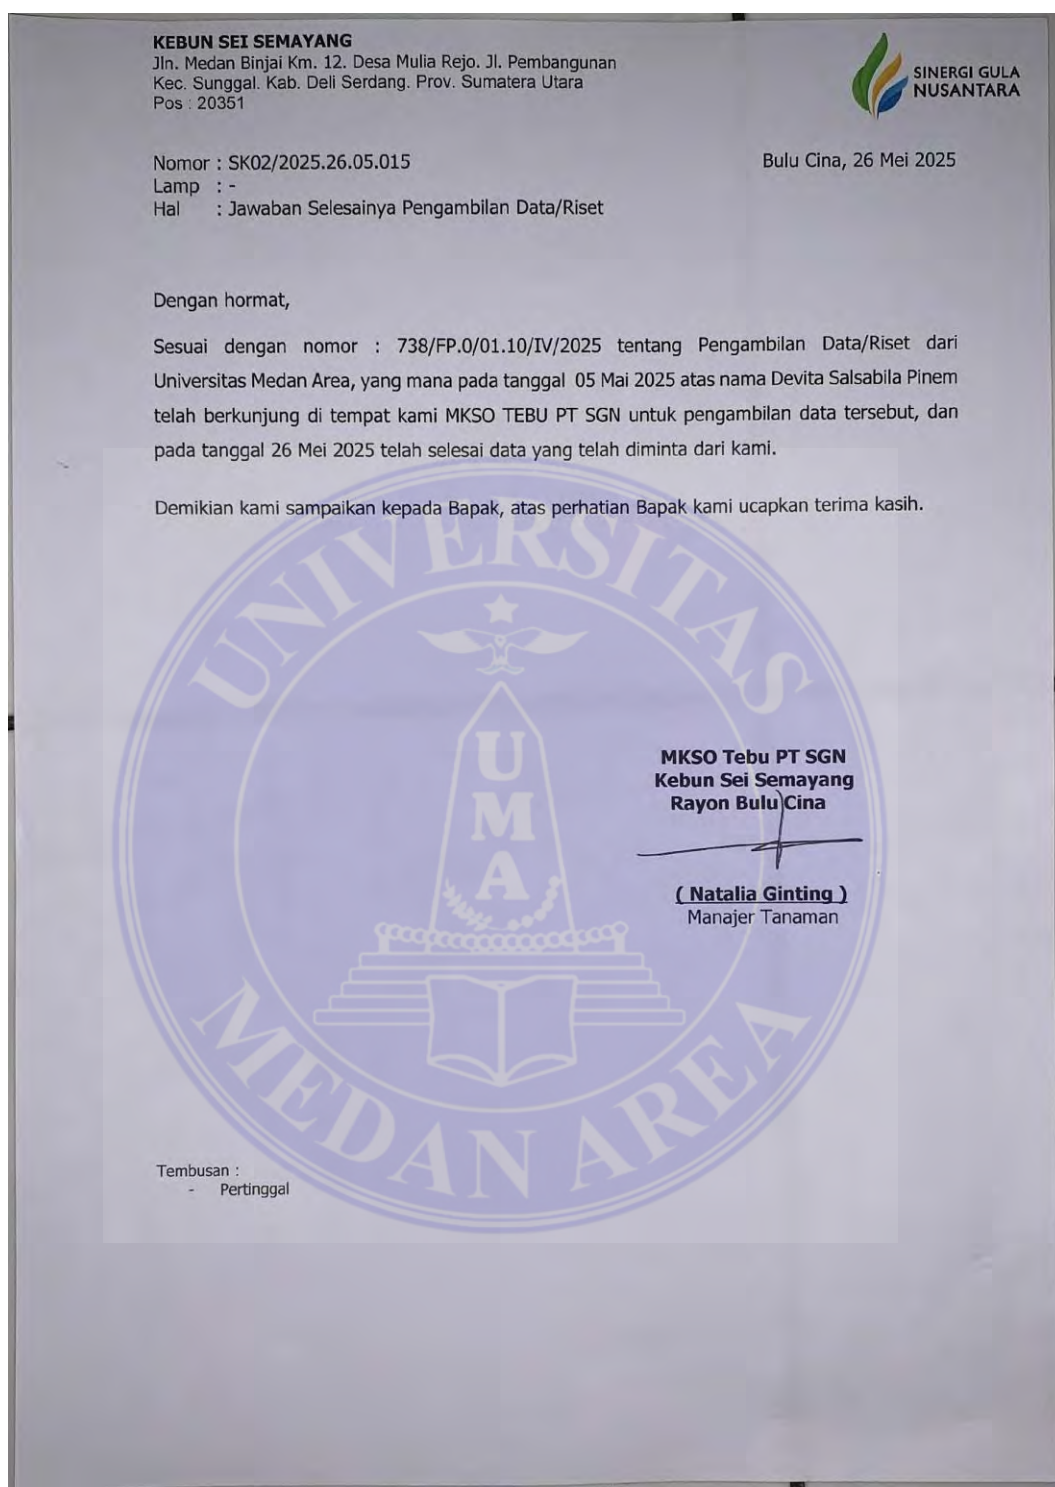 KEBUN SEI SEMAYANG
Jln. Medan Binjai Km. 12. Desa Mulia Rejo. Jl. Pembangunan
Kec. Sunggal. Kab. Deli Serdang. Prov. Sumatera Utara
Pos : 20351
SINERGI GULA
NUSANTARA
Nomor : SK02/2025.26.05.015
Bulu Cina, 26 Mei 2025
Lamp : -
Hal : Jawaban Selesainya Pengambilan Data/Riset
Dengan hormat,
Sesuai dengan nomor : 738/FP.0/01.10/IV/2025 tentang Pengambilan Data/Riset dari
Universitas Medan Area, yang mana pada tanggal 05 Mai 2025 atas nama Devita Salsabila Pinem
telah berkunjung di tempat kami MKSO TEBU PT SGN untuk pengambilan data tersebut, dan
pada tanggal 26 Mei 2025 telah selesai data yang telah diminta dari kami.
Demikian kami sampaikan kepada Bapak, atas perhatian Bapak kami ucapkan terima kasih.
UNIVERSITAS
UMA
MEDAN AREA
MKSO Tebu PT SGN
Kebun Sei Semayang
Rayon Bulu Cina
( Natalia Ginting )
Manajer Tanaman
Tembusan :
- Pertinggal